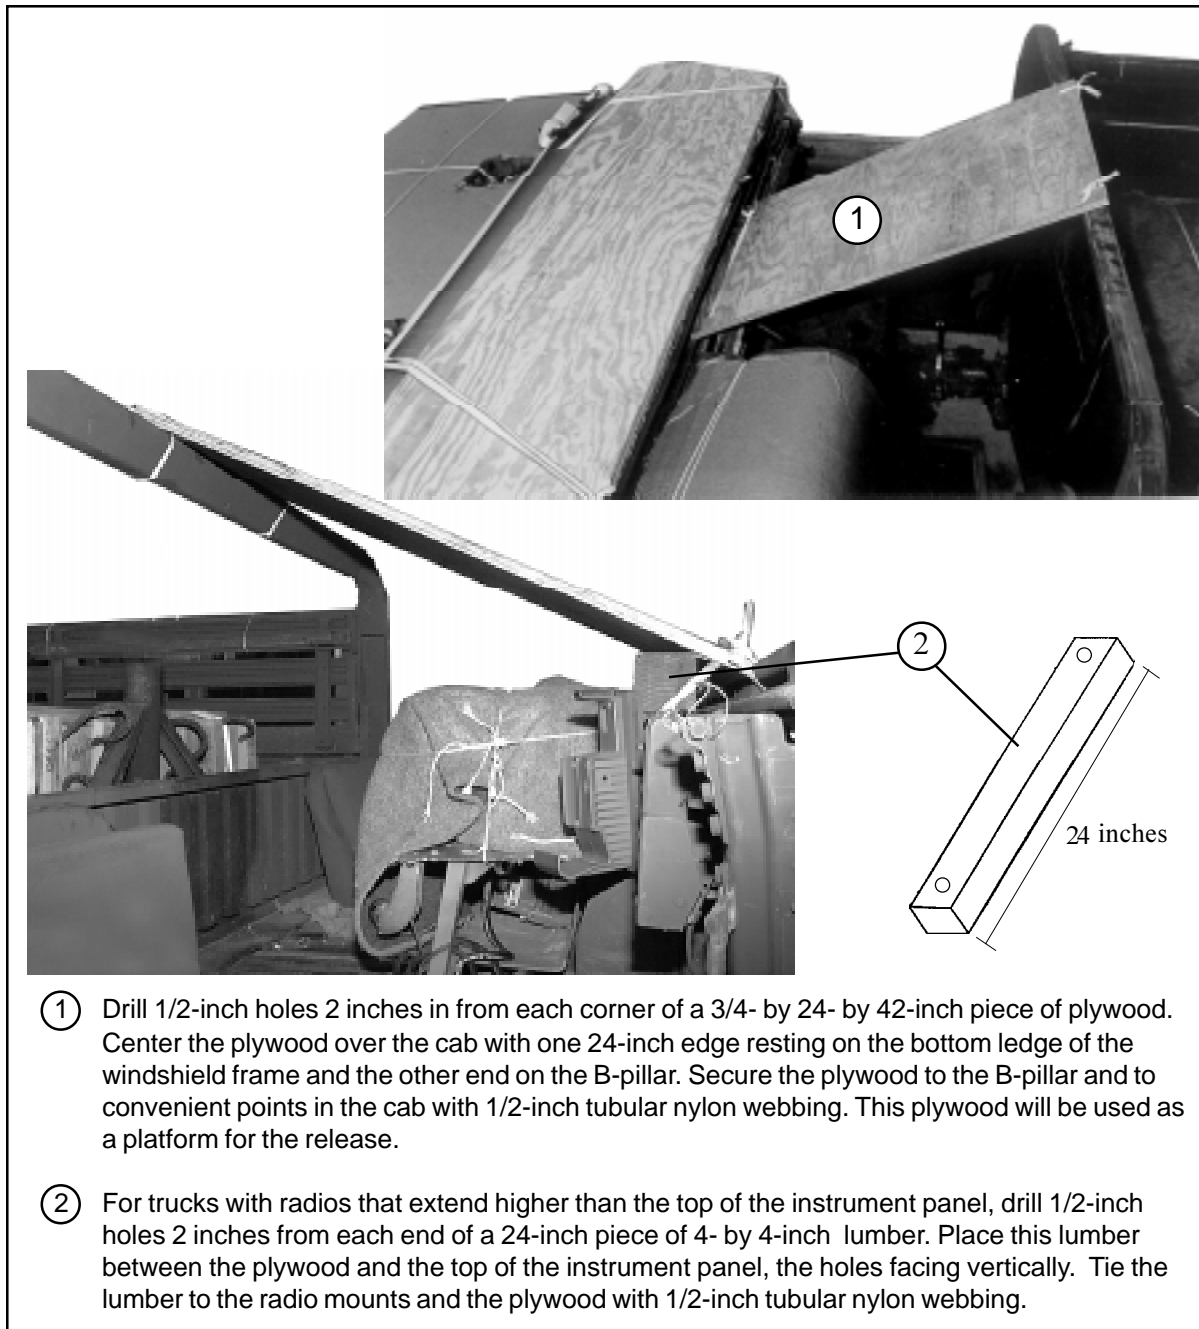 1
2
24 inches
1 Drill 1/2-inch holes 2 inches in from each corner of a 3/4- by 24- by 42-inch piece of plywood.
Center the plywood over the cab with one 24-inch edge resting on the bottom ledge of the
windshield frame and the other end on the B-pillar. Secure the plywood to the B-pillar and to
convenient points in the cab with 1/2-inch tubular nylon webbing. This plywood will be used as
a platform for the release.
2 For trucks with radios that extend higher than the top of the instrument panel, drill 1/2-inch
holes 2 inches from each end of a 24-inch piece of 4- by 4-inch lumber. Place this lumber
between the plywood and the top of the instrument panel, the holes facing vertically. Tie the
lumber to the radio mounts and the plywood with 1/2-inch tubular nylon webbing.